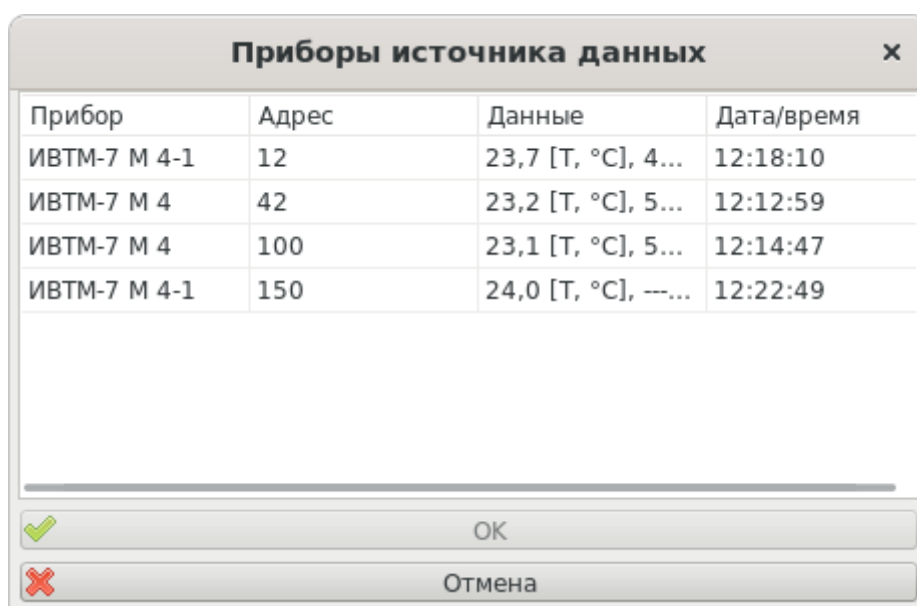 Приборы источника данных
Прибор Адрес Данные Дата/время
ИВТМ-7 М 4-1 12 23,7 [T, °C], 4... 12:18:10
ИВТМ-7 М 4 42 23,2 [T, °C], 5... 12:12:59
ИВТМ-7 М 4 100 23,1 [T, °C], 5... 12:14:47
ИВТМ-7 М 4-1 150 24,0 [T, °C], ---... 12:22:49
OK
Отмена